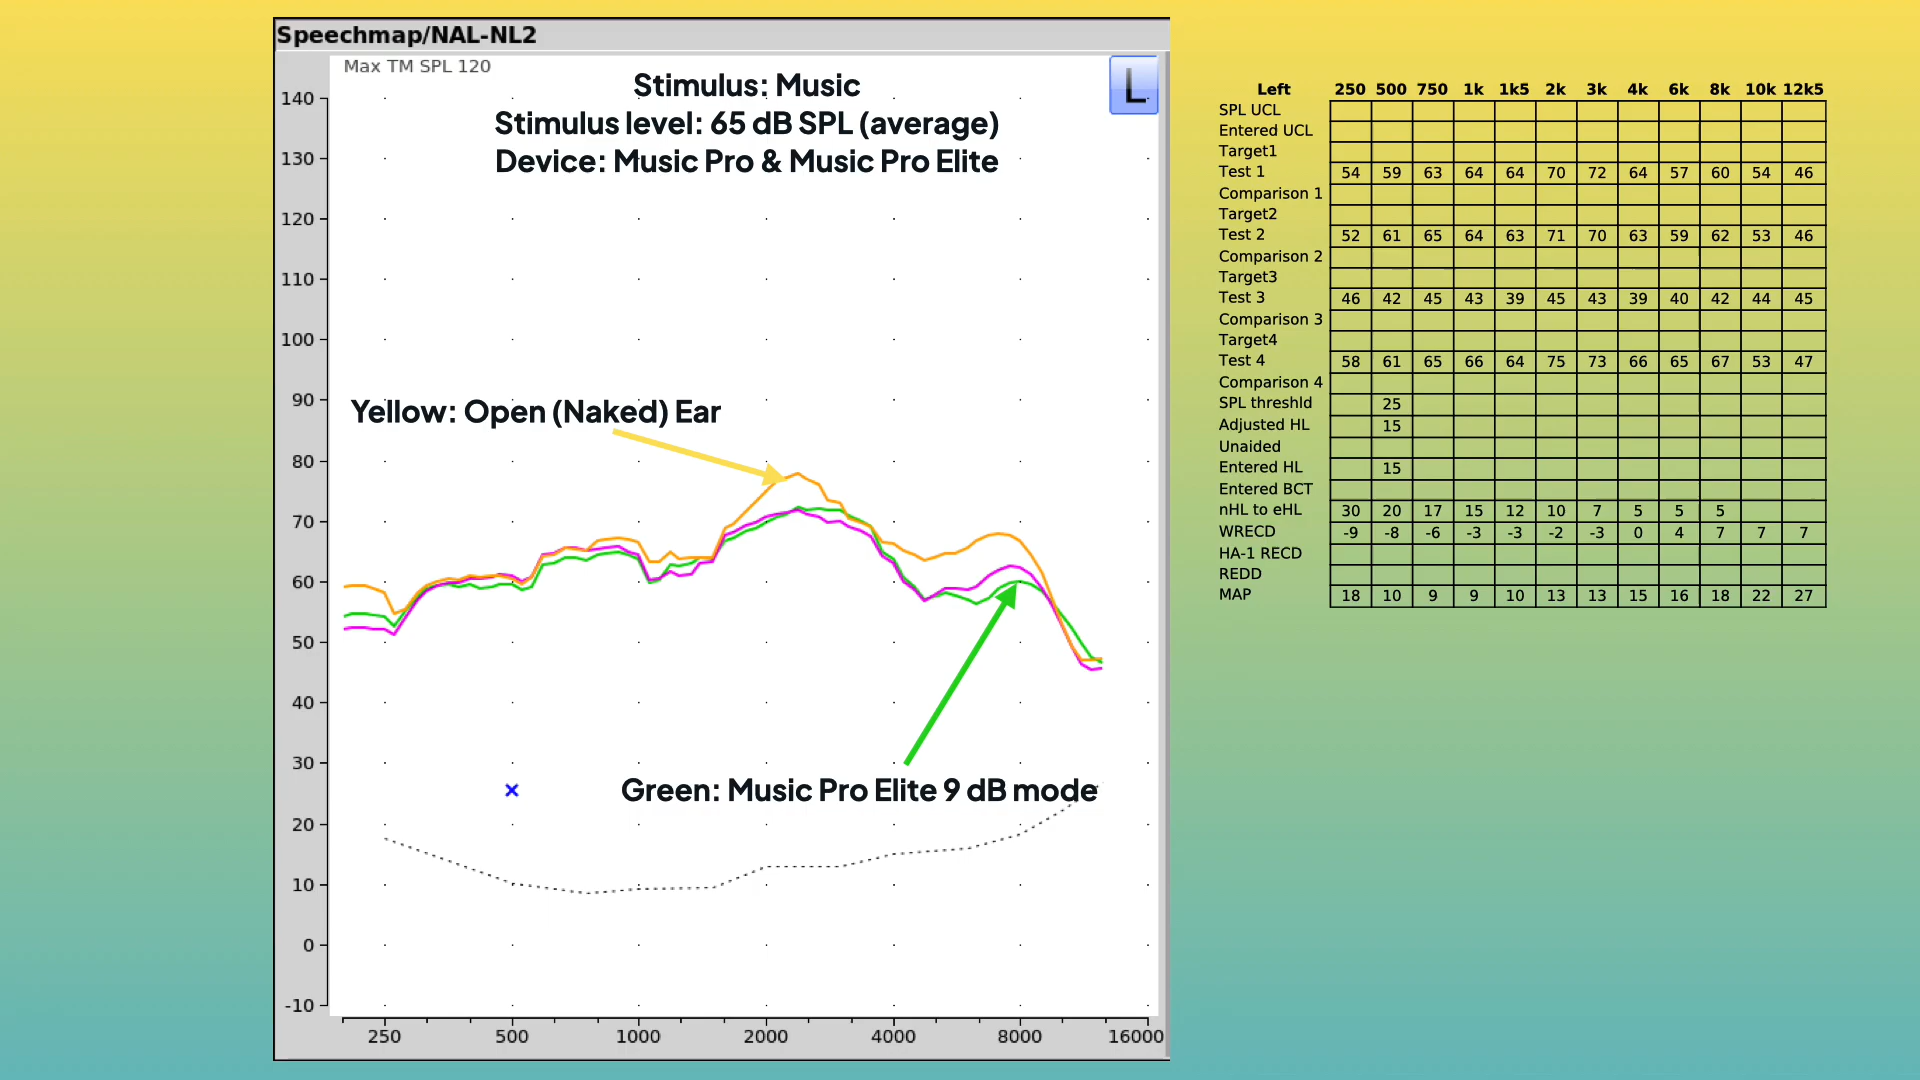 Speechmap/NAL-NL2
Max TM SPL 120
L
Stimulus: Music
Stimulus level: 65 dB SPL (average)
Device: Music Pro & Music Pro Elite
140
130
120
110
100
90
80
70
60
50
40
30
20
10
0
-10
Yellow: Open (Naked) Ear
Green: Music Pro Elite 9 dB mode
250 500 1000 2000 4000 8000 16000
Left 250 500 750 1k 1k5 2k 3k 4k 6k 8k 10k 12k5
SPL UCL
Entered UCL
Target1
Test 1 54 59 63 64 64 70 72 64 57 60 54 46
Comparison 1
Target2
Test 2 52 61 65 64 63 71 70 63 59 62 53 46
Comparison 2
Target3
Test 3 46 42 45 43 39 45 43 39 40 42 44 45
Comparison 3
Target4
Test 4 58 61 65 66 64 75 73 66 65 67 53 47
Comparison 4
SPL threshld 25
Adjusted HL 15
Unaided
Entered HL 15
Entered BCT
nHL to eHL 30 20 17 15 12 10 7 5 5 5
WRECD -9 -8 -6 -3 -3 -2 -3 0 4 7 7 7
HA-1 RECD
REDD
MAP 18 10 9 9 10 13 13 15 16 18 22 27